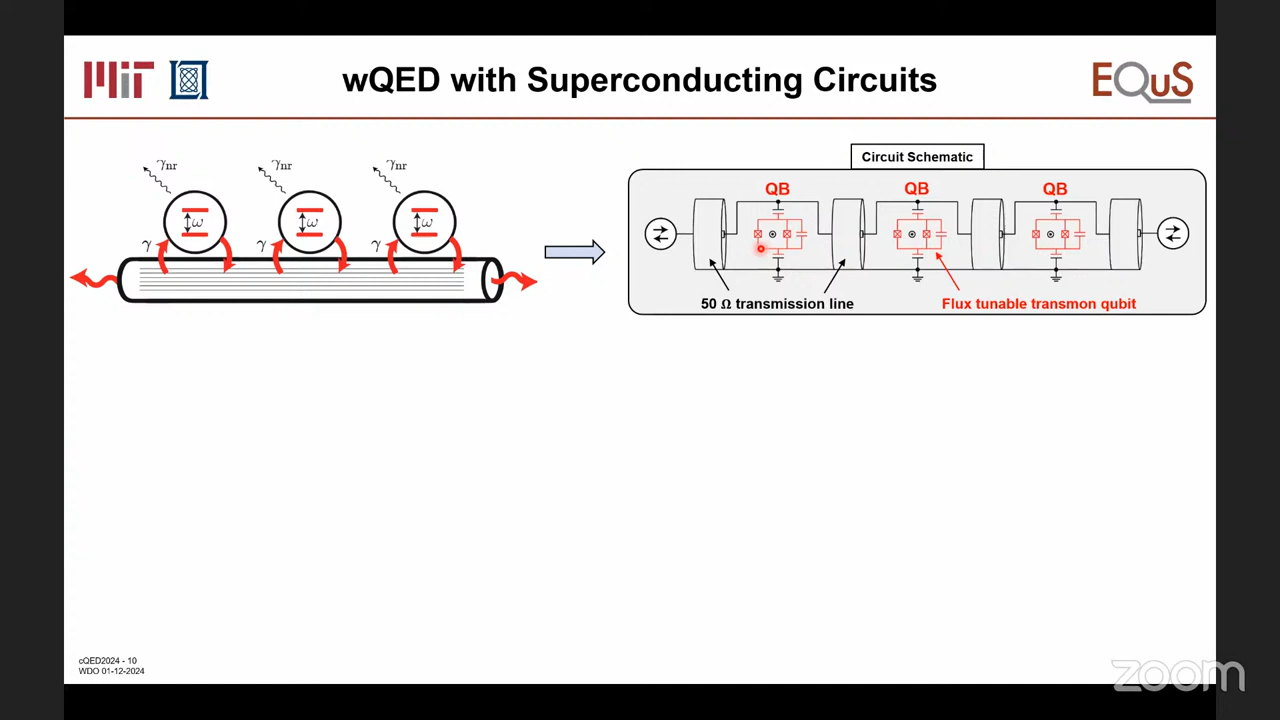 MIT
wQED with Superconducting Circuits
EQuS
γnr γnr γnr
ω ω ω
γ γ γ
Circuit Schematic
QB QB QB
50 Ω transmission line
Flux tunable transmon qubit
cQED2024 - 10
WDO 01-12-2024
zoom